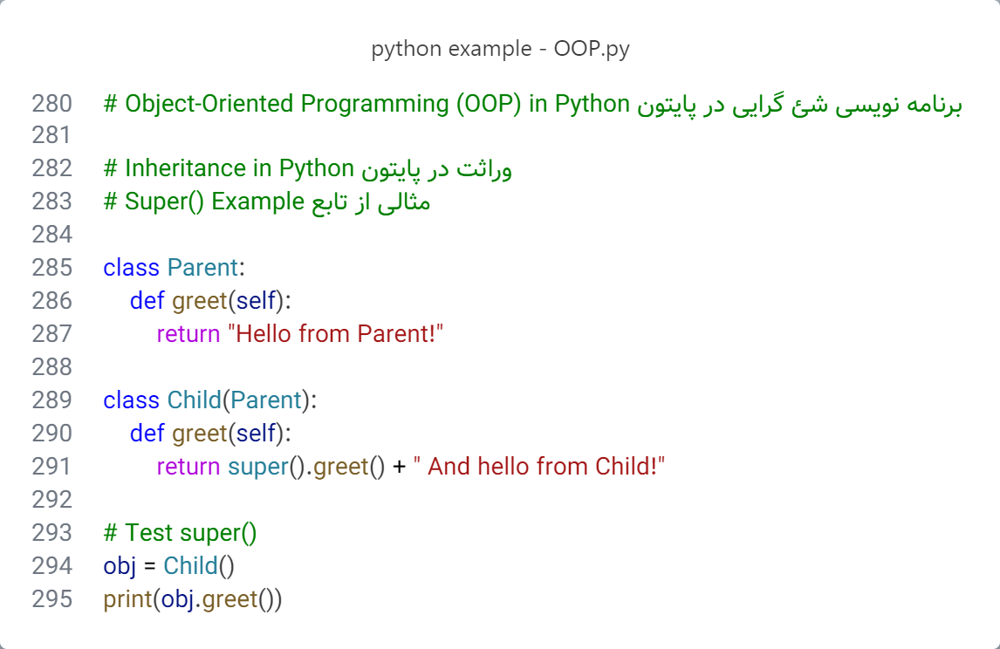 python example - OOP.py
280 # Object-Oriented Programming (OOP) in Python برنامه نویسی شئ گرایی در پایتون
281
282 # Inheritance in Python وراثت در پایتون
283 # Super() Example مثالی از تابع
284
285 class Parent:
286     def greet(self):
287         return "Hello from Parent!"
288
289 class Child(Parent):
290     def greet(self):
291         return super().greet() + " And hello from Child!"
292
293 # Test super()
294 obj = Child()
295 print(obj.greet())